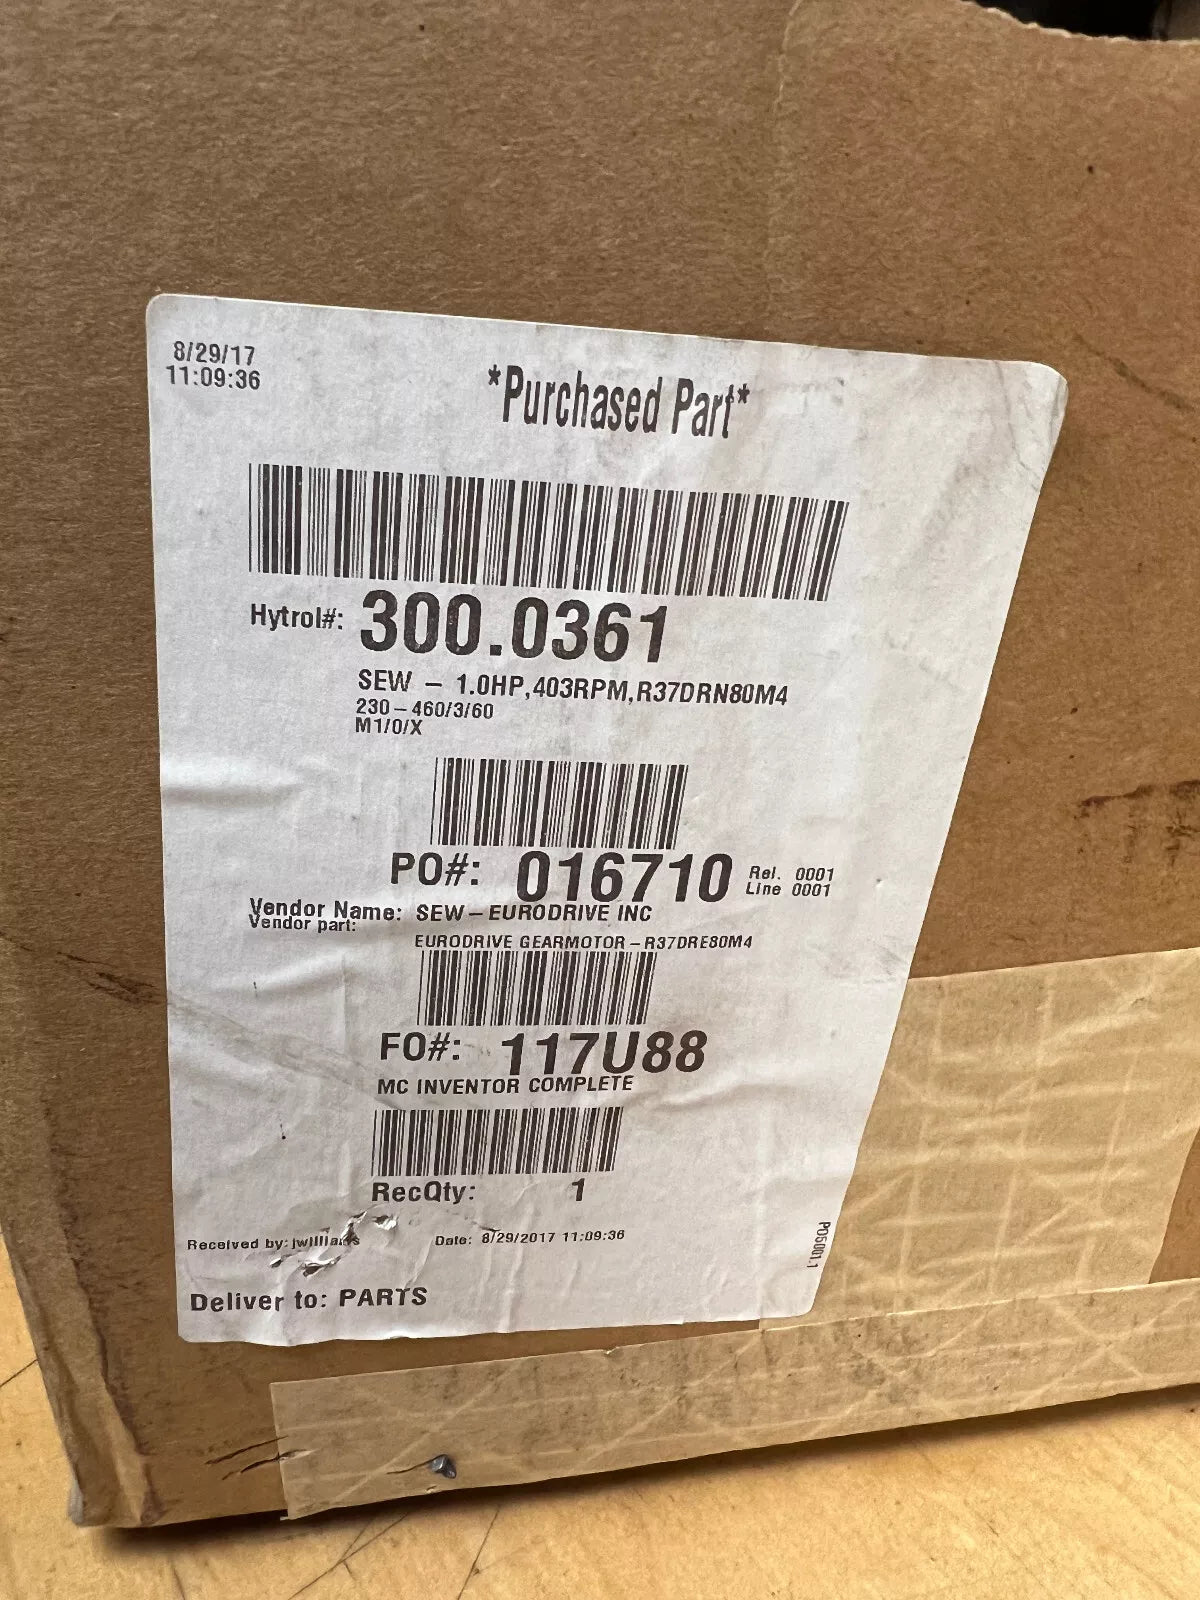 8/29/17
11:09:36
*Purchased Part*
Hytrol#: 300.0361
SEW - 1.0HP,403RPM,R37DRN80M4
230-460/3/60
M1/0/X
PO#: 016710 Rel. 0001
Line 0001
Vendor Name: SEW-EURODRIVE INC
Vendor part:
EURODRIVE GEARMOTOR-R37DRE80M4
FO#: 117U88
MC INVENTOR COMPLETE
RecQty: 1
Received by: jwilliams Date: 8/29/2017 11:09:36
Deliver to: PARTS
PO5001.1